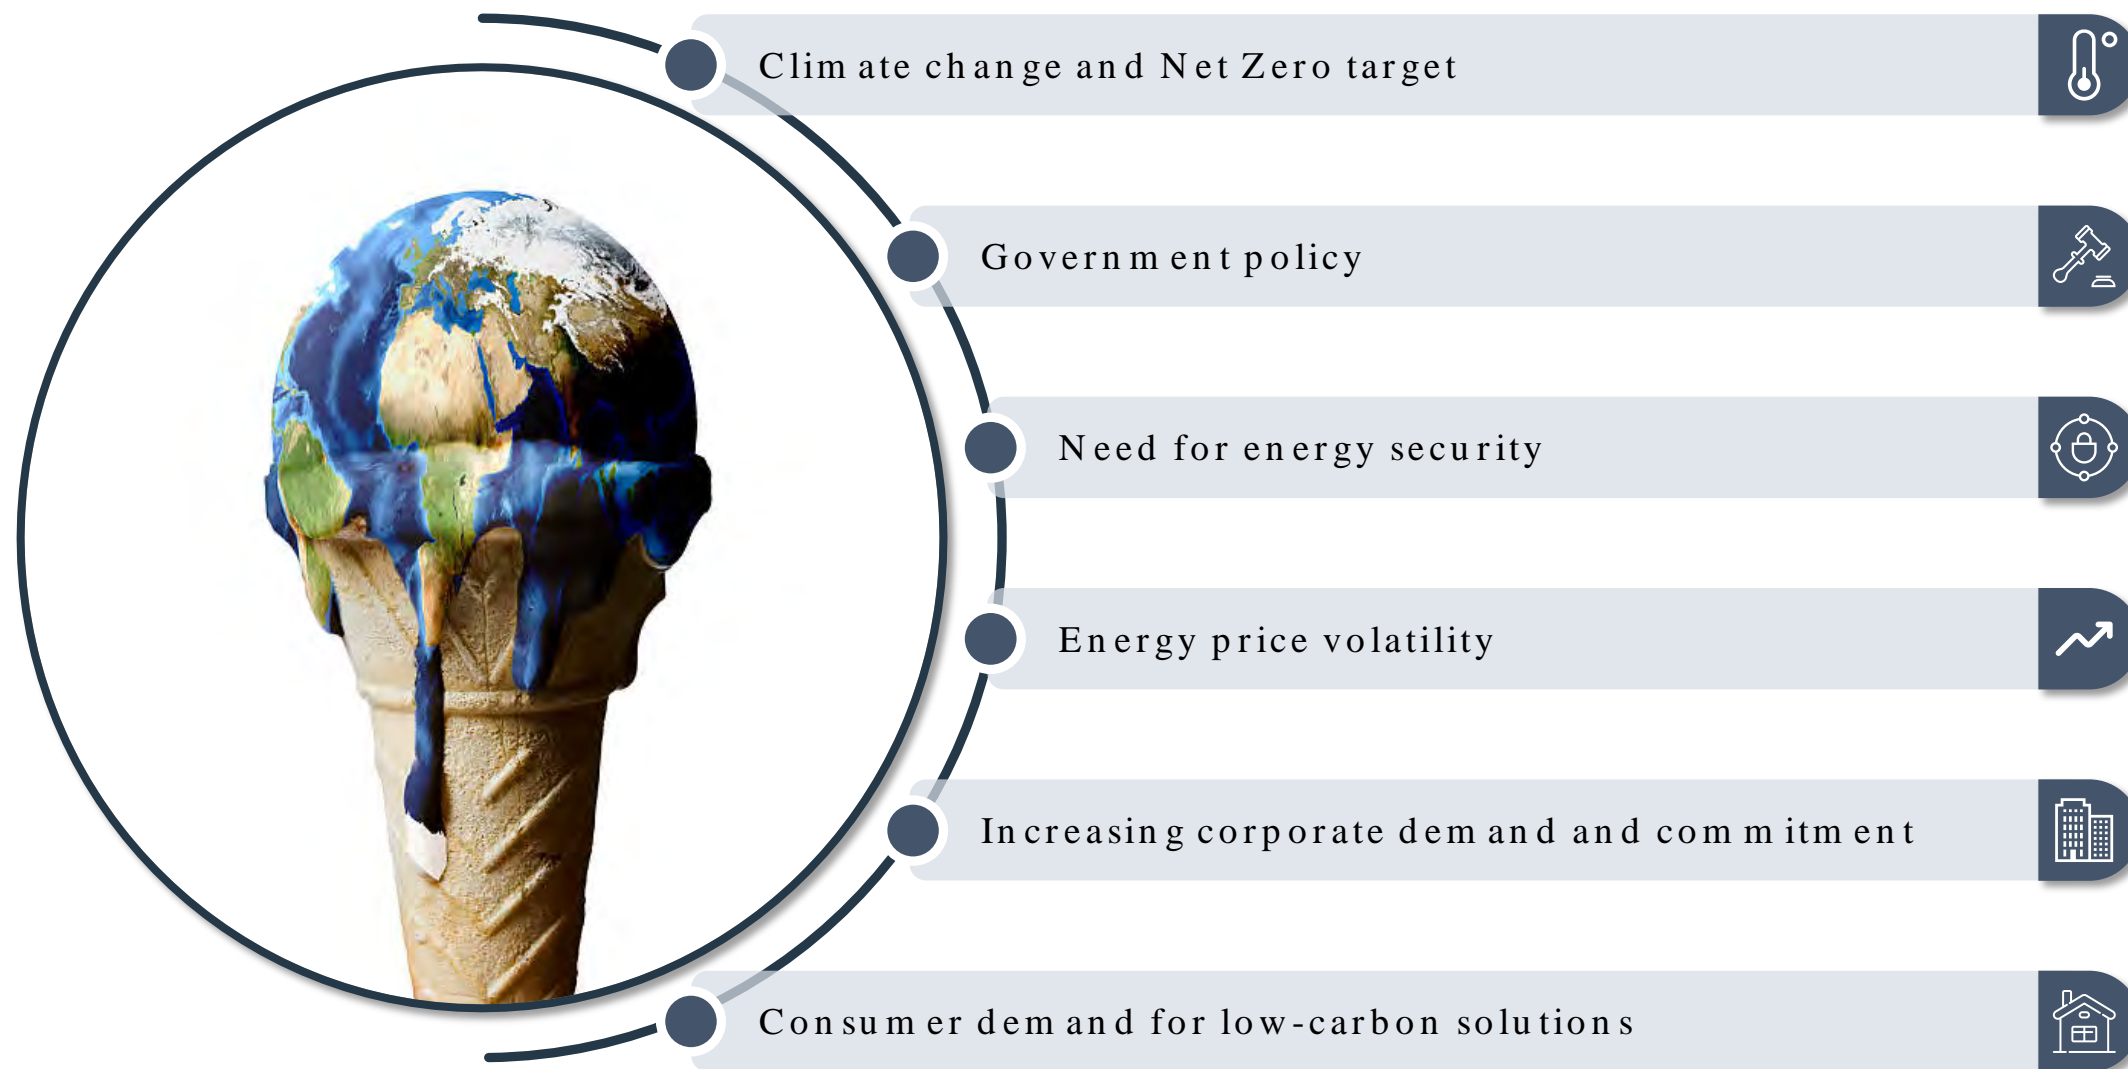 Climate change and Net Zero target
Government policy
Need for energy security
Energy price volatility
Increasing corporate demand and commitment
Consumer demand for low-carbon solutions